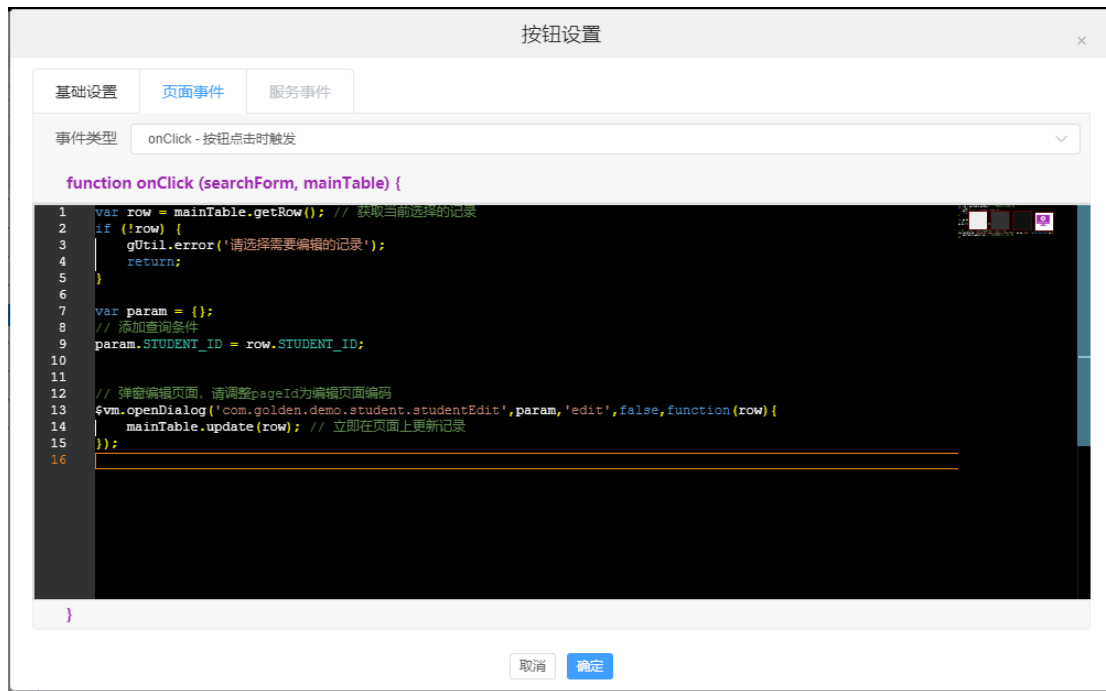 按钮设置
×
基础设置 页面事件 服务事件
事件类型 onClick - 按钮点击时触发
function onClick (searchForm, mainTable) {
1 var row = mainTable.getRow(); // 获取当前选择的记录
2 if (!row) {
3 gUtil.error('请选择需要编辑的记录');
4 return;
5 }
6
7 var param = {};
8 // 添加查询条件
9 param.STUDENT_ID = row.STUDENT_ID;
10
11
12 // 弹窗编辑页面，请调整pageId为编辑页面编码
13 $vm.openDialog('com.golden.demo.student.studentEdit',param,'edit',false,function(row){
14 mainTable.update(row); // 立即在页面上更新记录
15 });
16
}
取消 确定